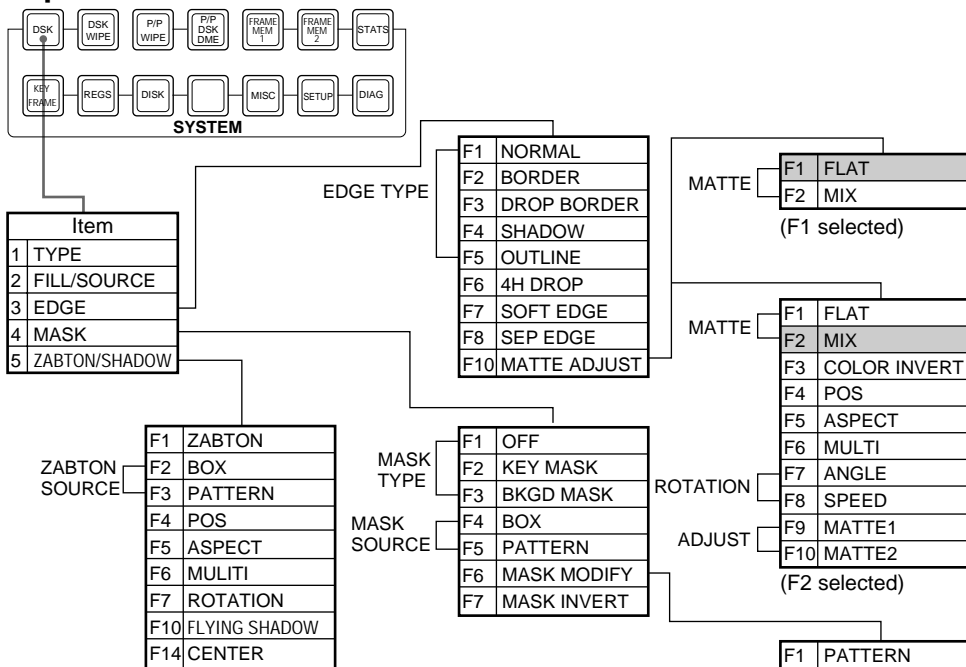 DSK
DSK
WIPE
P/P
WIPE
P/P
DSK
DME
FRAME
MEM
1
FRAME
MEM
2
STATS
KEY
FRAME
REGS
DISK
MISC
SETUP
DIAG
SYSTEM
Item
1 TYPE
2 FILL/SOURCE
3 EDGE
4 MASK
5 ZABTON/SHADOW
EDGE TYPE
F1 NORMAL
F2 BORDER
F3 DROP BORDER
F4 SHADOW
F5 OUTLINE
F6 4H DROP
F7 SOFT EDGE
F8 SEP EDGE
F10 MATTE ADJUST
MATTE
F1 FLAT
F2 MIX
(F1 selected)
MATTE
F1 FLAT
F2 MIX
F3 COLOR INVERT
F4 POS
F5 ASPECT
F6 MULTI
ROTATION
F7 ANGLE
F8 SPEED
ADJUST
F9 MATTE1
F10 MATTE2
(F2 selected)
ZABTON
SOURCE
F1 ZABTON
F2 BOX
F3 PATTERN
F4 POS
F5 ASPECT
F6 MULITI
F7 ROTATION
F10 FLYING SHADOW
F14 CENTER
MASK
TYPE
F1 OFF
F2 KEY MASK
F3 BKGD MASK
MASK
SOURCE
F4 BOX
F5 PATTERN
F6 MASK MODIFY
F7 MASK INVERT
F1 PATTERN